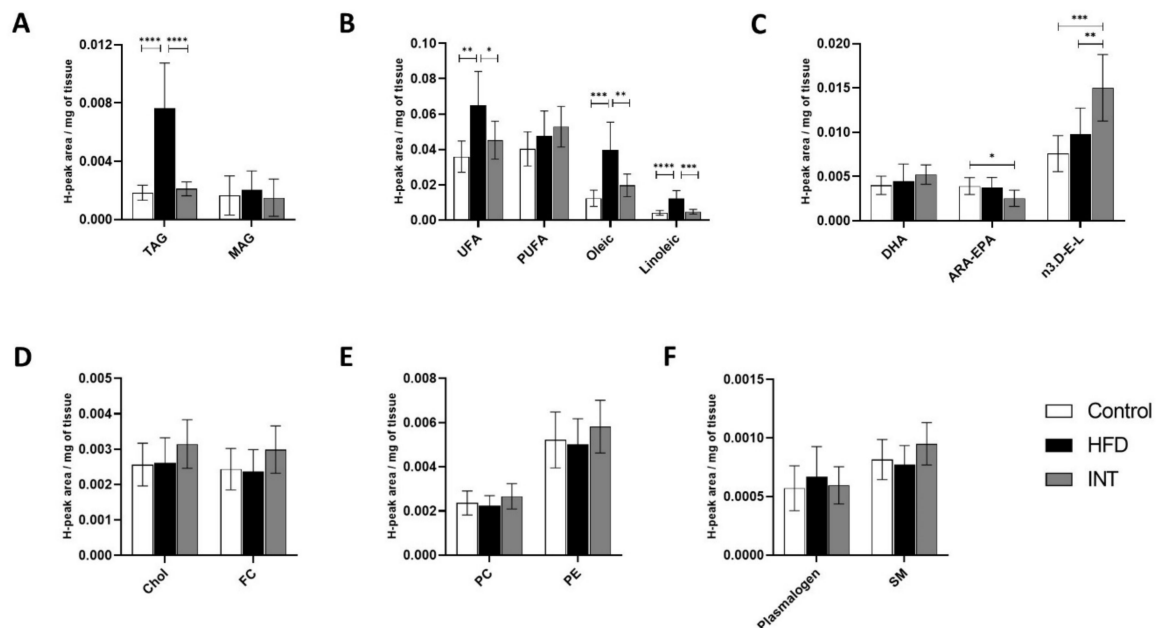 A
H-peak area / mg of tissue
0.012
0.008
0.004
0.000
**** ****
TAG
MAG
B
H-peak area / mg of tissue
0.10
0.08
0.06
0.04
0.02
0.00
** *
*** **
**** ***
UFA
PUFA
Oleic
Linoleic
C
H-peak area / mg of tissue
0.020
0.015
0.010
0.005
0.000
*
***
**
DHA
ARA-EPA
n3.D-E-L
D
H-peak area / mg of tissue
0.005
0.004
0.003
0.002
0.001
0.000
Chol
FC
E
H-peak area / mg of tissue
0.008
0.006
0.004
0.002
0.000
PC
PE
F
H-peak area / mg of tissue
0.0015
0.0010
0.0005
0.0000
Plasmalogen
SM
Control
HFD
INT